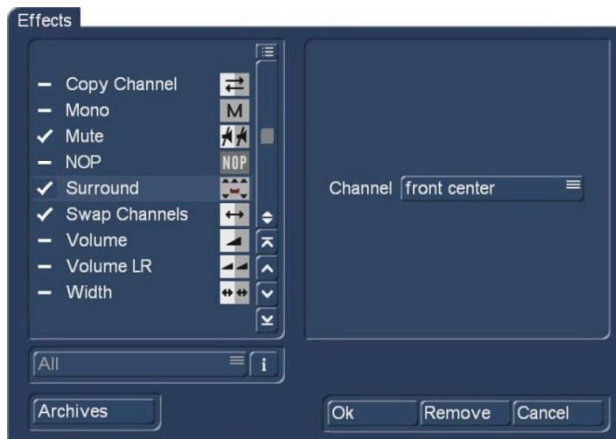 Effects
Copy Channel
Mono M
Mute
NOP NOP
Surround
Channel front center
Swap Channels
Volume
Volume LR
Width
All i
Archives
Ok Remove Cancel